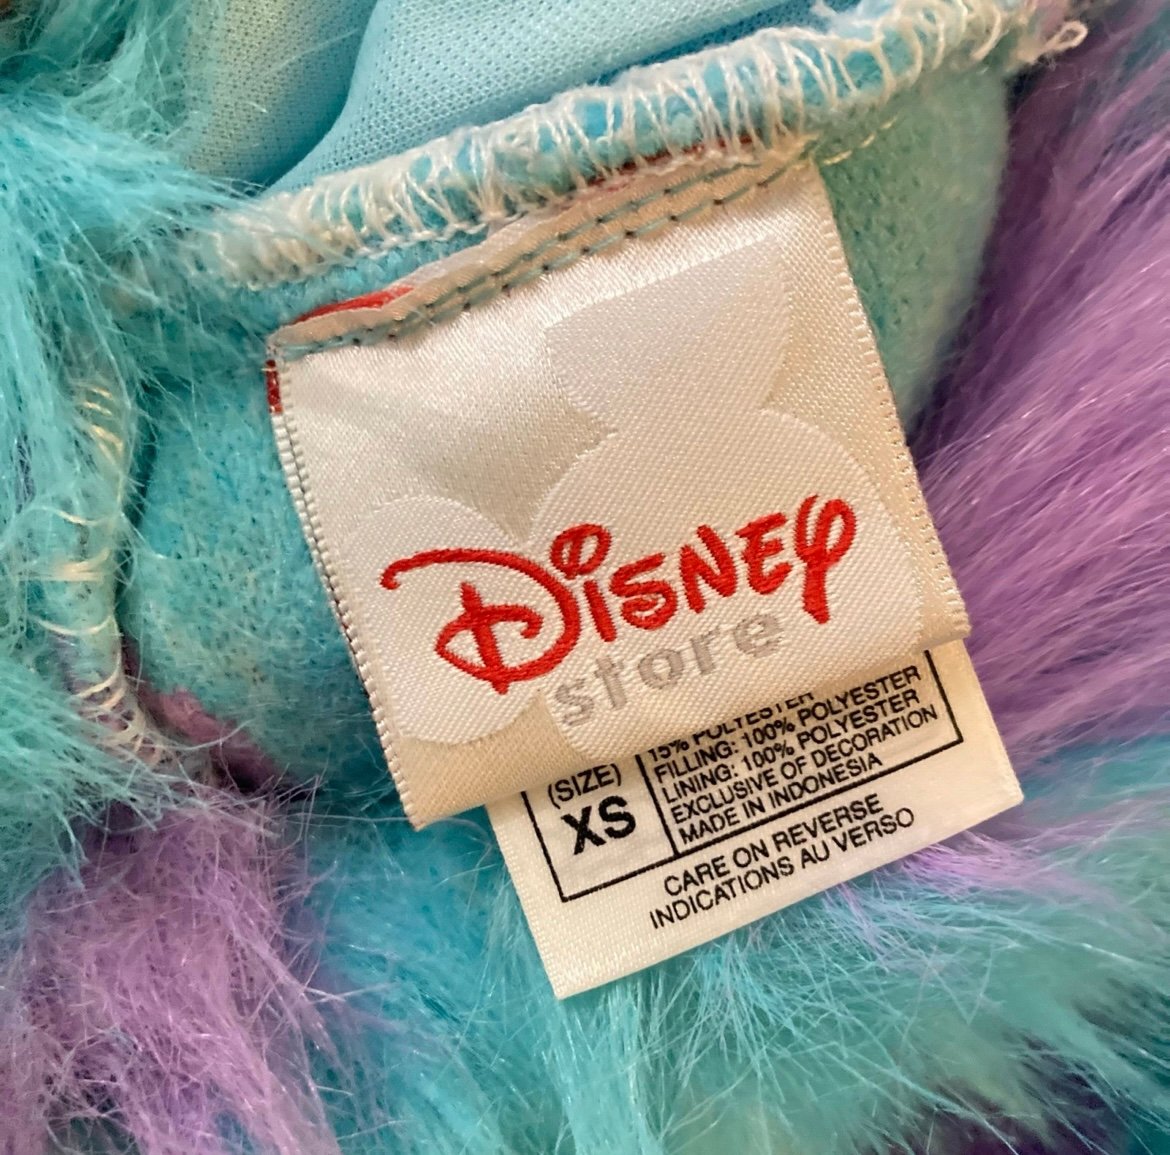 Disney
store
15% POLYESTER
FILLING: 100% POLYESTER
LINING: 100% POLYESTER
EXCLUSIVE OF DECORATION
MADE IN INDONESIA
(SIZE)
XS
CARE ON REVERSE
INDICATIONS AU VERSO